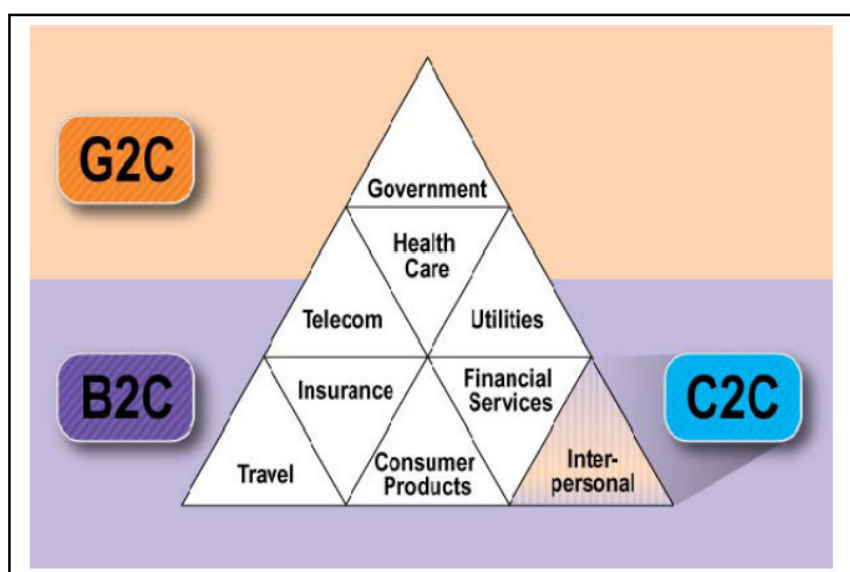 G2C
Government
Health
Care
Telecom
Utilities
B2C
Insurance
Financial
Services
C2C
Travel
Consumer
Products
Inter-
personal